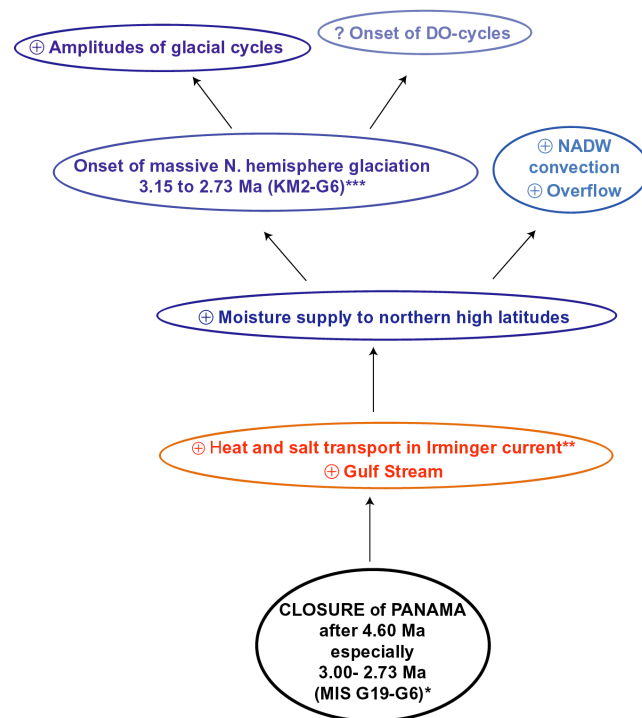 ⊕ Amplitudes of glacial cycles
? Onset of DO-cycles
Onset of massive N. hemisphere glaciation
3.15 to 2.73 Ma (KM2-G6)***
⊕ NADW
convection
⊕ Overflow
⊕ Moisture supply to northern high latitudes
⊕ Heat and salt transport in Irminger current**
⊕ Gulf Stream
CLOSURE of PANAMA
after 4.60 Ma
especially
3.00- 2.73 Ma
(MIS G19-G6)*